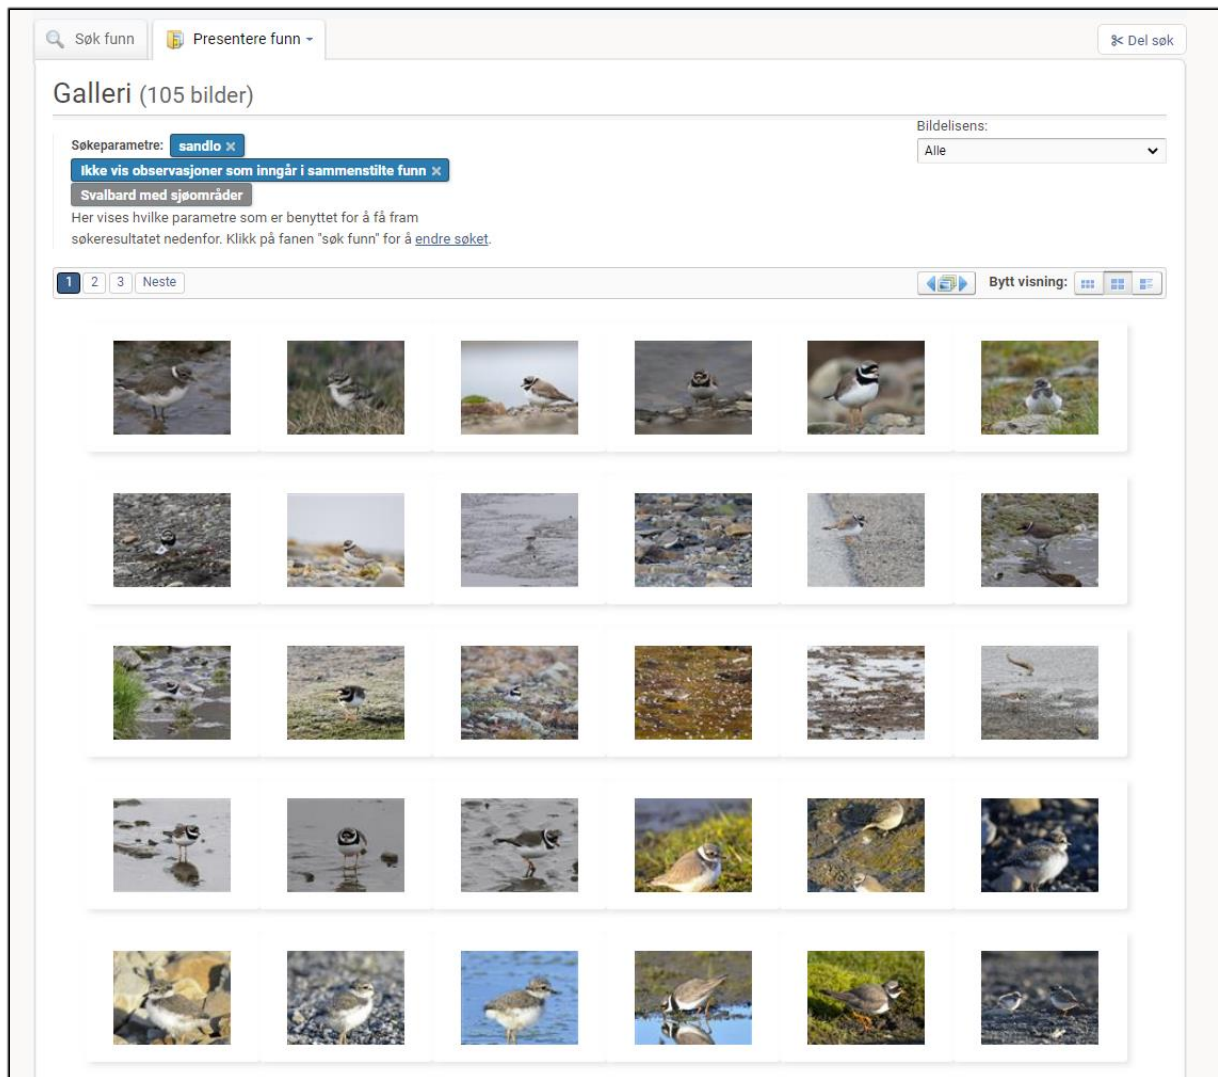 Søk funn
Presentere funn
Del søk
Galleri (105 bilder)
Bildelisens:
Alle
Søkeparametre: sandlo ×
Ikke vis observasjoner som inngår i sammenstilte funn ×
Svalbard med sjøområder
Her vises hvilke parametre som er benyttet for å få fram
søkeresultatet nedenfor. Klikk på fanen "søk funn" for å endre søket.
1 2 3 Neste
Bytt visning: